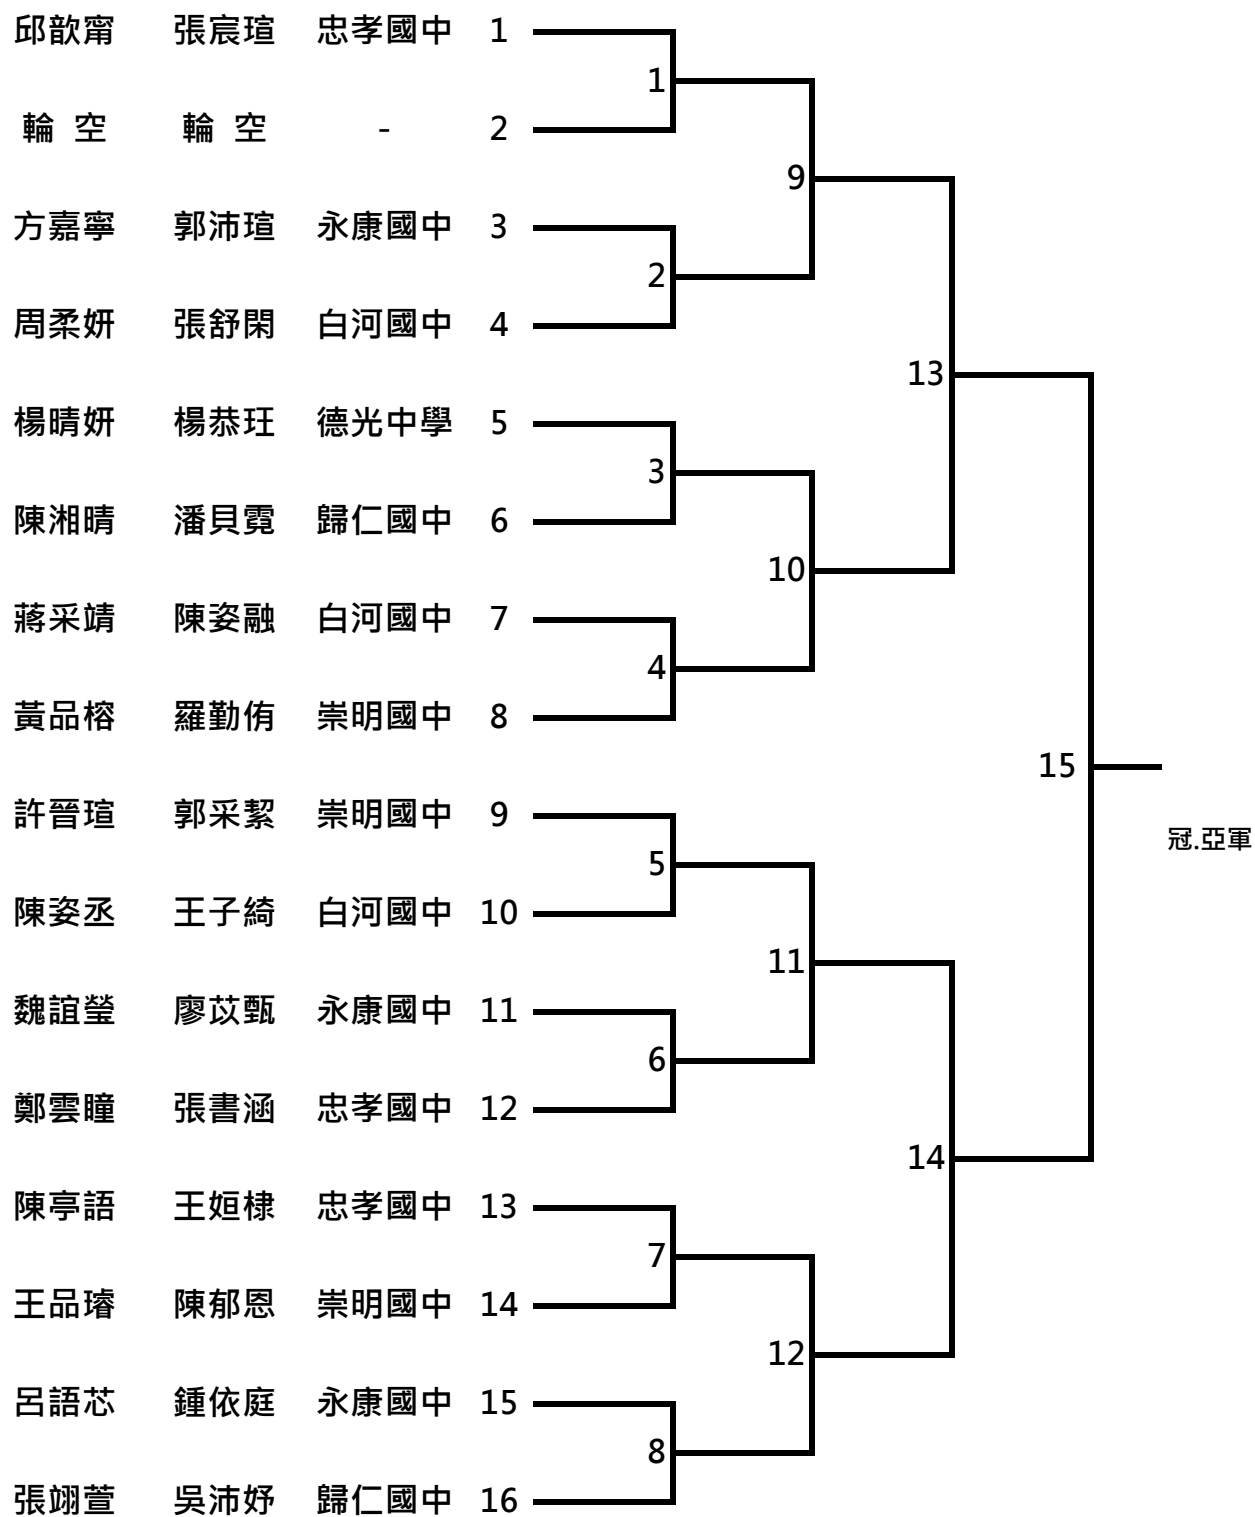 邱歆甯 張宸瑄 忠孝國中 1
1
輪 空 輪 空 - 2
9
方嘉寧 郭沛瑄 永康國中 3
2
周柔妍 張舒閑 白河國中 4
13
楊晴妍 楊恭玨 德光中學 5
3
陳湘晴 潘貝霓 歸仁國中 6
10
蔣采靖 陳姿融 白河國中 7
4
黃品榕 羅勤侑 崇明國中 8
15
許晉瑄 郭采絜 崇明國中 9
冠.亞軍
5
陳姿丞 王子綺 白河國中 10
11
魏誼瑩 廖苡甄 永康國中 11
6
鄭雲瞳 張書涵 忠孝國中 12
14
陳亭語 王姮棣 忠孝國中 13
7
王品璿 陳郁恩 崇明國中 14
12
呂語芯 鍾依庭 永康國中 15
8
張翊萱 吳沛妤 歸仁國中 16